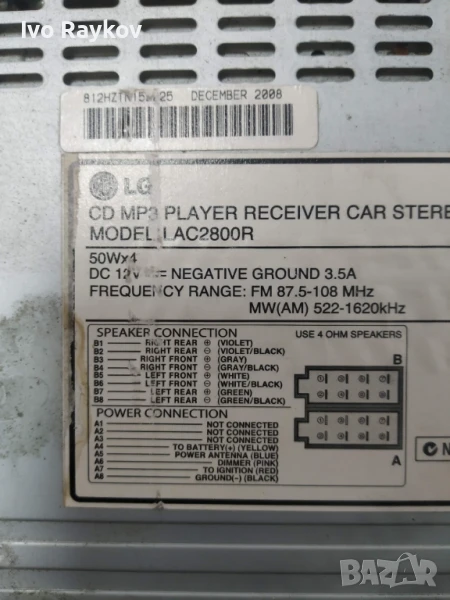 Ivo Raykov
DECEMBER 2008
LG
CD MP3 PLAYER RECEIVER CAR STERE
MODEL: LAC2800R
50Wx4
DC 12V NEGATIVE GROUND 3.5A
FREQUENCY RANGE: FM 87.5-108 MHz
MW(AM) 522-1620kHz
SPEAKER CONNECTION
B1 RIGHT REAR ⊕ (VIOLET)
B2 RIGHT REAR ⊖ (VIOLET/BLACK)
B3 RIGHT FRONT ⊕ (GRAY)
B4 RIGHT FRONT ⊖ (GRAY/BLACK)
B5 LEFT FRONT ⊕ (WHITE)
B6 LEFT FRONT ⊖ (WHITE/BLACK)
B7 LEFT REAR ⊕ (GREEN)
B8 LEFT REAR ⊖ (GREEN/BLACK)
USE 4 OHM SPEAKERS
B
A
POWER CONNECTION
A1 NOT CONNECTED
A2 NOT CONNECTED
A3 NOT CONNECTED
A4 TO BATTERY(+) (YELLOW)
A5 POWER ANTENNA (BLUE)
A6 DIMMER (PINK)
A7 TO IGNITION (RED)
A8 GROUND(-) (BLACK)
N
BAZAR
bg